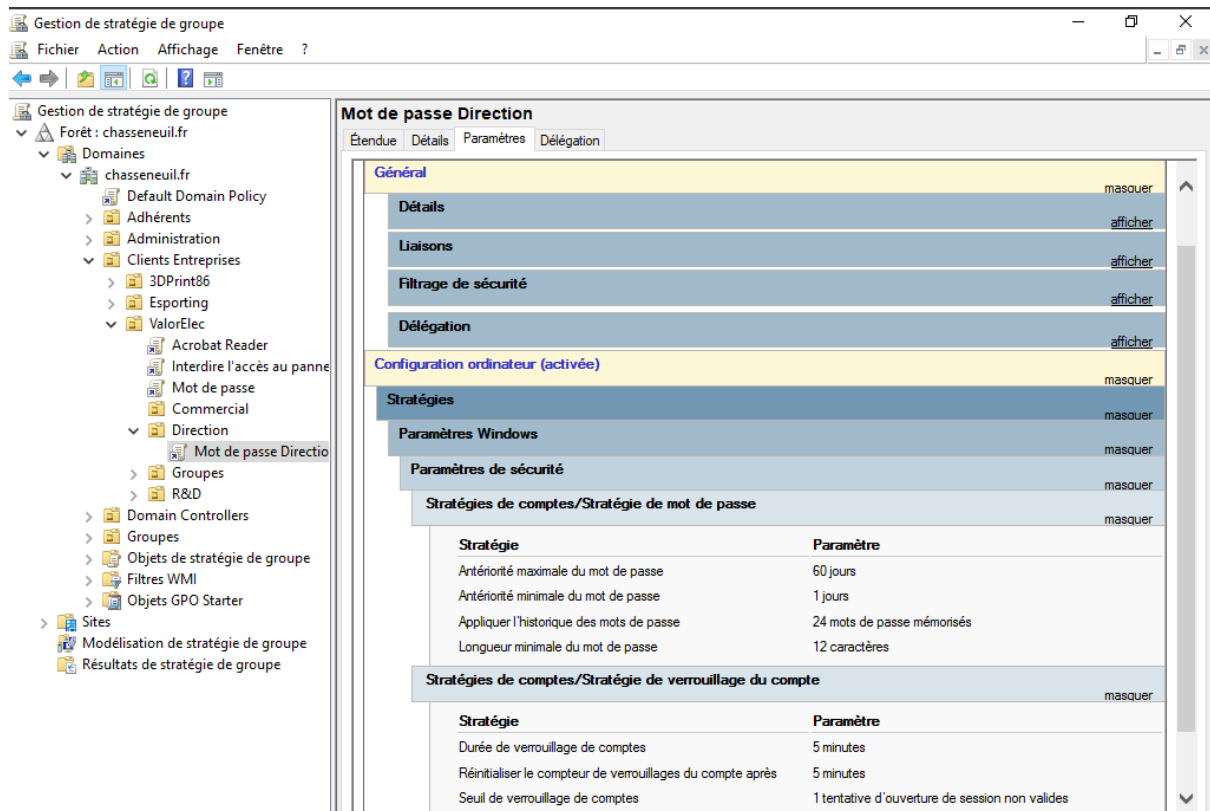 Gestion de stratégie de groupe
Fichier Action Affichage Fenêtre ?
Gestion de stratégie de groupe
Forêt : chasseneuil.fr
Domaines
chasseneuil.fr
Default Domain Policy
Adhérents
Administration
Clients Entreprises
3DPrint86
Esporting
ValorElec
Acrobat Reader
Interdire l'accès au panne
Mot de passe
Commercial
Direction
Mot de passe Directio
Groupes
R&D
Domain Controllers
Groupes
Objets de stratégie de groupe
Filtres WMI
Objets GPO Starter
Sites
Modélisation de stratégie de groupe
Résultats de stratégie de groupe
Mot de passe Direction
Étendue Détails Paramètres Délégation
Général
masquer
Détails
afficher
Liaisons
afficher
Filtrage de sécurité
afficher
Délégation
afficher
Configuration ordinateur (activée)
masquer
Stratégies
masquer
Paramètres Windows
masquer
Paramètres de sécurité
masquer
Stratégies de comptes/Stratégie de mot de passe
masquer
Stratégie Paramètre
Antériorité maximale du mot de passe 60 jours
Antériorité minimale du mot de passe 1 jours
Appliquer l'historique des mots de passe 24 mots de passe mémorisés
Longueur minimale du mot de passe 12 caractères
Stratégies de comptes/Stratégie de verrouillage du compte
masquer
Stratégie Paramètre
Durée de verrouillage de comptes 5 minutes
Réinitialiser le compteur de verrouillages du compte après 5 minutes
Seuil de verrouillage de comptes 1 tentative d'ouverture de session non valides